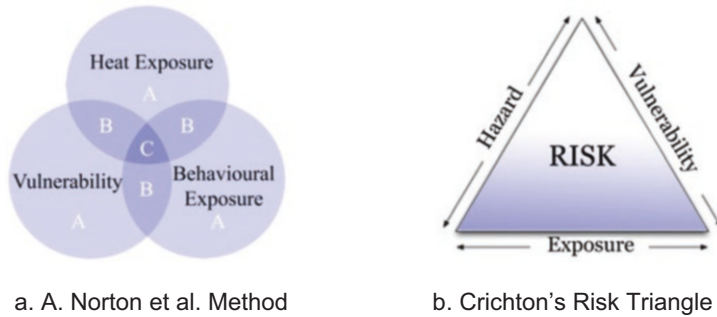 Heat Exposure
A
B
B
C
Vulnerability
Behavioural
Exposure
B
A
A
a. A. Norton et al. Method
Hazard
Vulnerability
RISK
Exposure
b. Crichton’s Risk Triangle